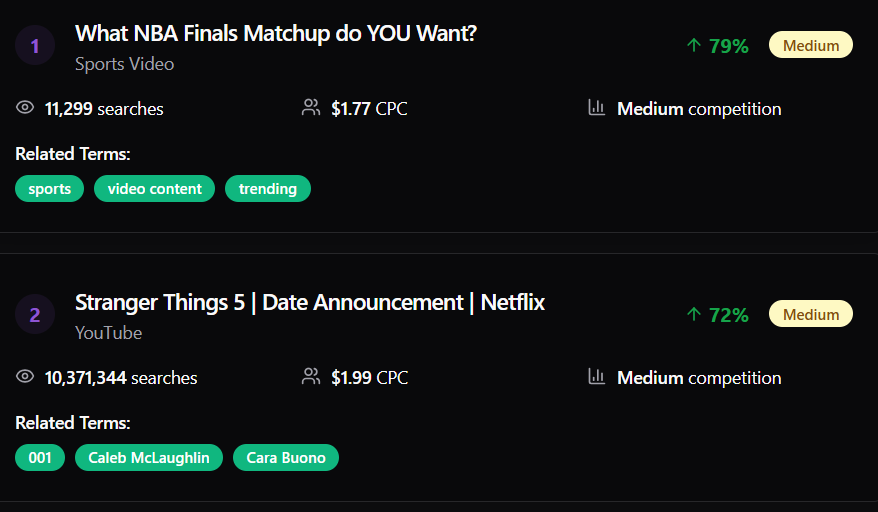 1 What NBA Finals Matchup do YOU Want? ↑ 79% Medium
Sports Video
11,299 searches $1.77 CPC Medium competition
Related Terms:
sports video content trending
2 Stranger Things 5 | Date Announcement | Netflix ↑ 72% Medium
YouTube
10,371,344 searches $1.99 CPC Medium competition
Related Terms:
001 Caleb McLaughlin Cara Buono